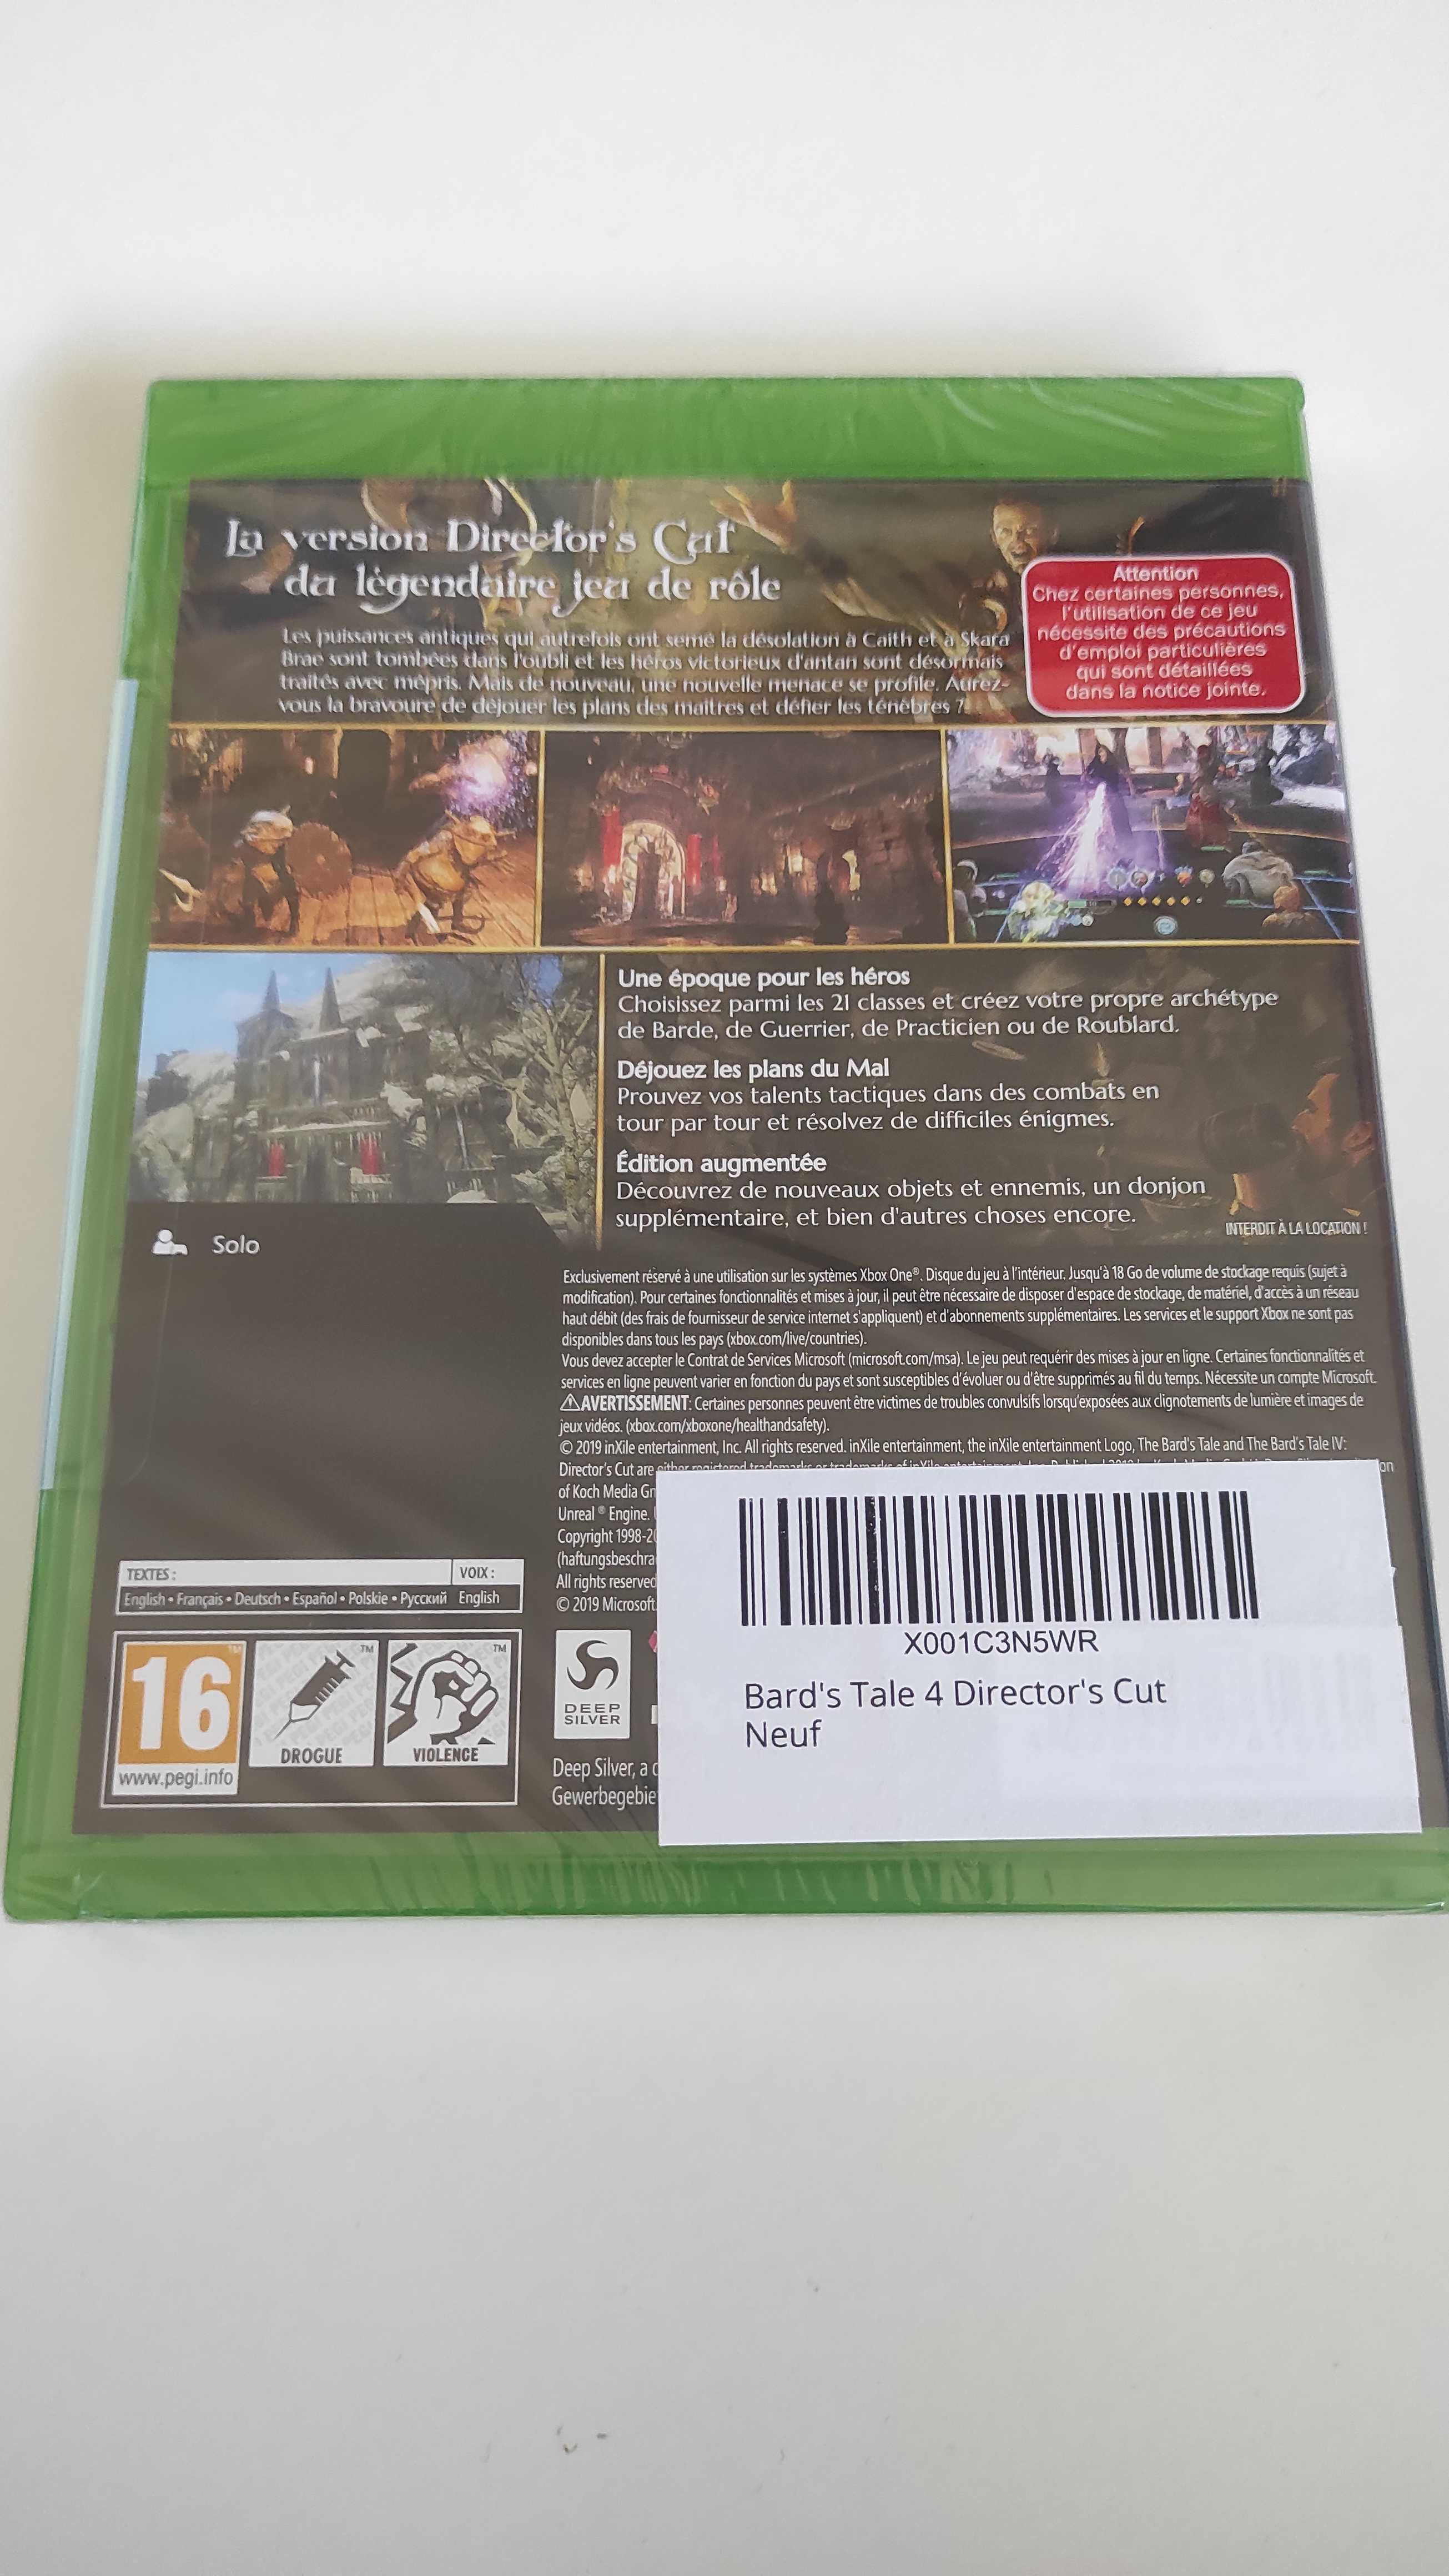 La version Director's Cut
du légendaire jeu de rôle
Les puissances antiques qui autrefois ont semé la désolation à Caith et à Skara
Brae sont tombées dans l'oubli et les héros victorieux d'antan sont désormais
traités avec mépris. Mais de nouveau, une nouvelle menace se profile. Aurez-
vous la bravoure de déjouer les plans des maîtres et défier les ténèbres ?
Attention
Chez certaines personnes,
l'utilisation de ce jeu
nécessite des précautions
d'emploi particulières
qui sont détaillées
dans la notice jointe.
Une époque pour les héros
Choisissez parmi les 21 classes et créez votre propre archétype
de Barde, de Guerrier, de Practicien ou de Roublard.
Déjouez les plans du Mal
Prouvez vos talents tactiques dans des combats en
tour par tour et résolvez de difficiles énigmes.
Édition augmentée
Découvrez de nouveaux objets et ennemis, un donjon
supplémentaire, et bien d'autres choses encore.
INTERDIT À LA LOCATION !
Solo
Exclusivement réservé à une utilisation sur les systèmes Xbox One®. Disque du jeu à l'intérieur. Jusqu'à 18 Go de volume de stockage requis (sujet à
modification). Pour certaines fonctionnalités et mises à jour, il peut être nécessaire de disposer d'espace de stockage, de matériel, d'accès à un réseau
haut débit (des frais de fournisseur de service internet s'appliquent) et d'abonnements supplémentaires. Les services et le support Xbox ne sont pas
disponibles dans tous les pays (xbox.com/live/countries).
Vous devez accepter le Contrat de Services Microsoft (microsoft.com/msa). Le jeu peut requérir des mises à jour en ligne. Certaines fonctionnalités et
services en ligne peuvent varier en fonction du pays et sont susceptibles d'évoluer ou d'être supprimés au fil du temps. Nécessite un compte Microsoft.
⚠AVERTISSEMENT: Certaines personnes peuvent être victimes de troubles convulsifs lorsqu'exposées aux clignotements de lumière et images de
jeux vidéos. (xbox.com/xboxone/healthandsafety).
© 2019 inXile entertainment, Inc. All rights reserved. inXile entertainment, the inXile entertainment Logo, The Bard's Tale and The Bard's Tale IV:
Director's Cut are either registered trademarks or trademarks of inXile
of Koch Media
Unreal® Engine.
Copyright 1998-
All rights reserved
© 2019 Microsoft
TEXTES :
VOIX :
English • Français • Deutsch • Español • Polskie • Русский
English
16
www.pegi.info
DROGUE
VIOLENCE
TM
TM
TM
DEEP
SILVER
Deep Silver, a
X001C3N5WR
Bard's Tale 4 Director's Cut
Neuf